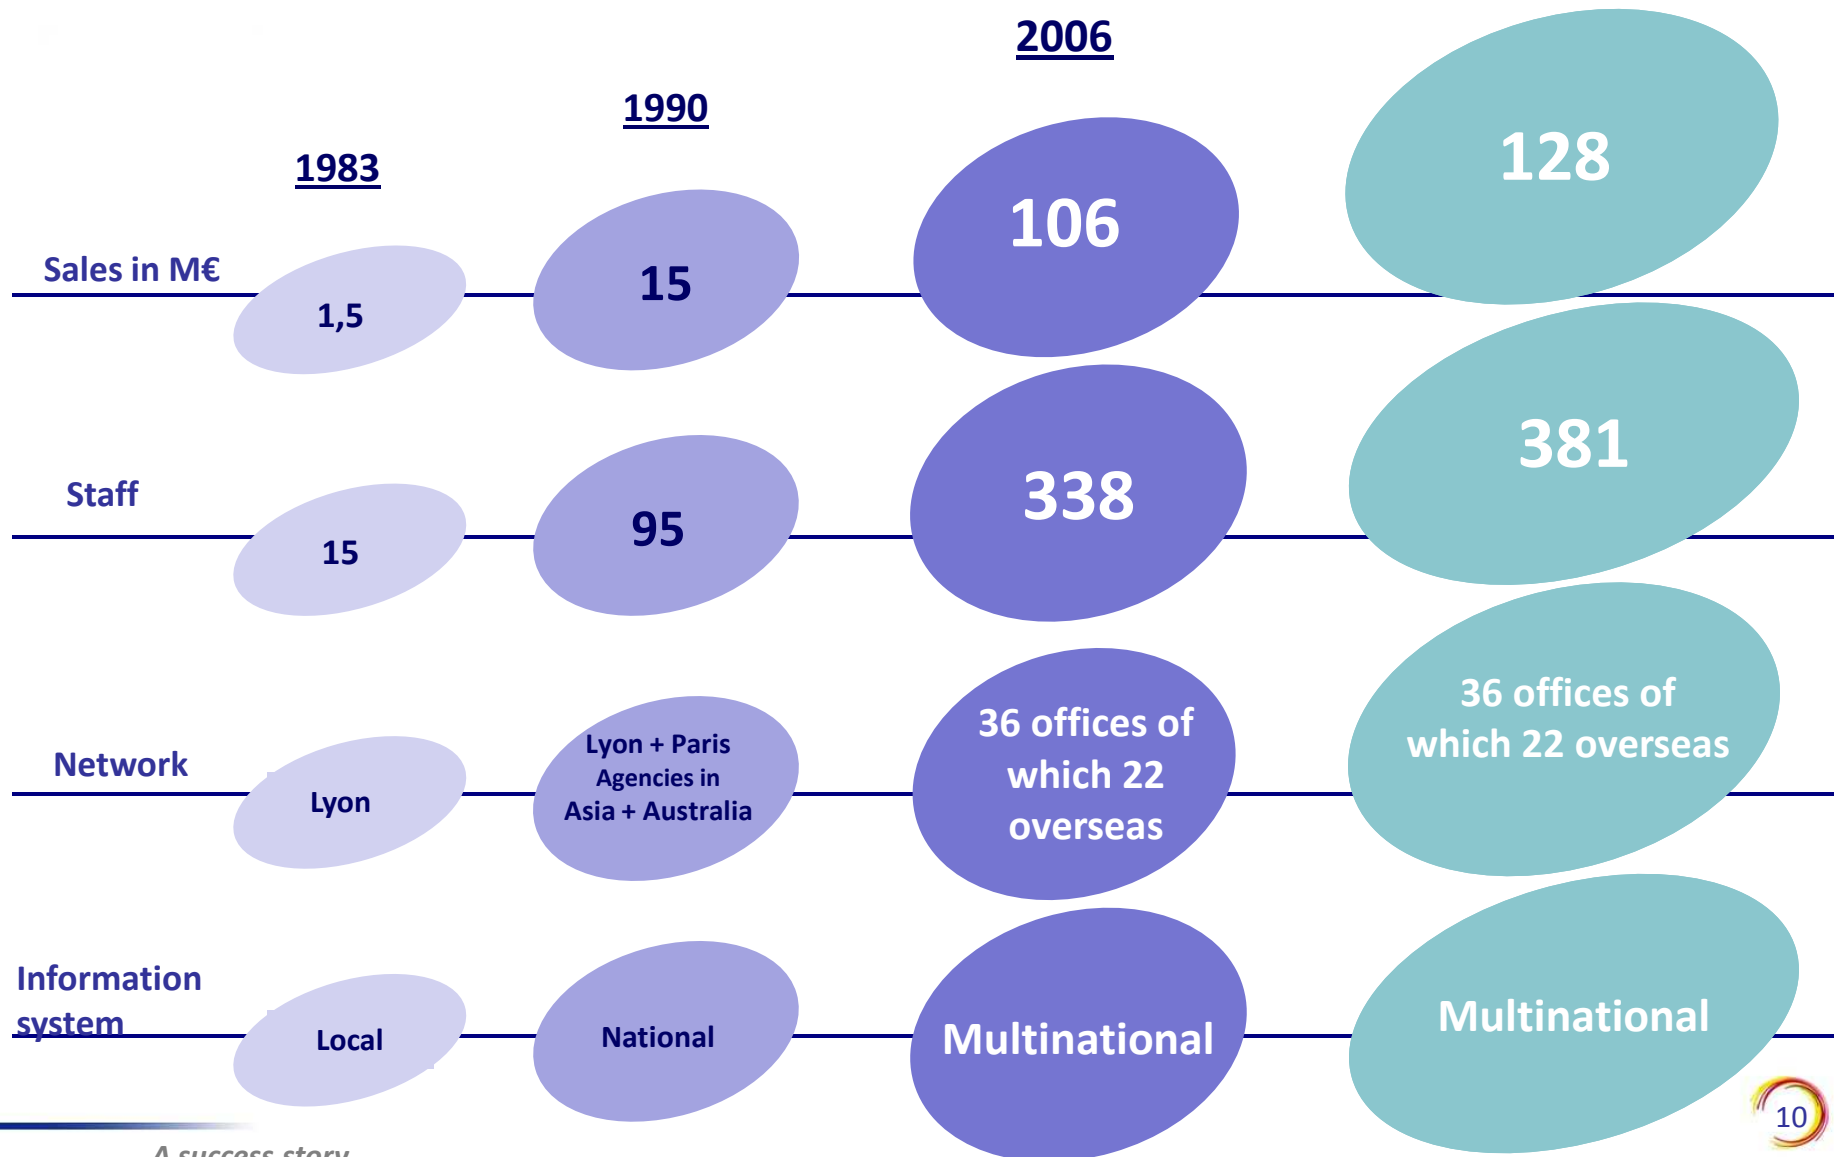 2006
1990
1983
Sales in M€
1,5
15
106
128
Staff
15
95
338
381
Network
Lyon
Lyon + Paris
Agencies in
Asia + Australia
36 offices of
which 22
overseas
36 offices of
which 22 overseas
Information
system
Local
National
Multinational
Multinational
10
A success story